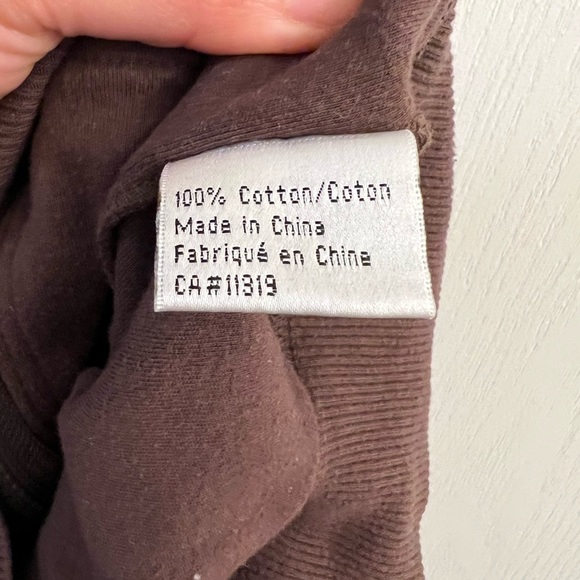 100% Cotton/Coton
Made in China
Fabriqué en Chine
CA#11319